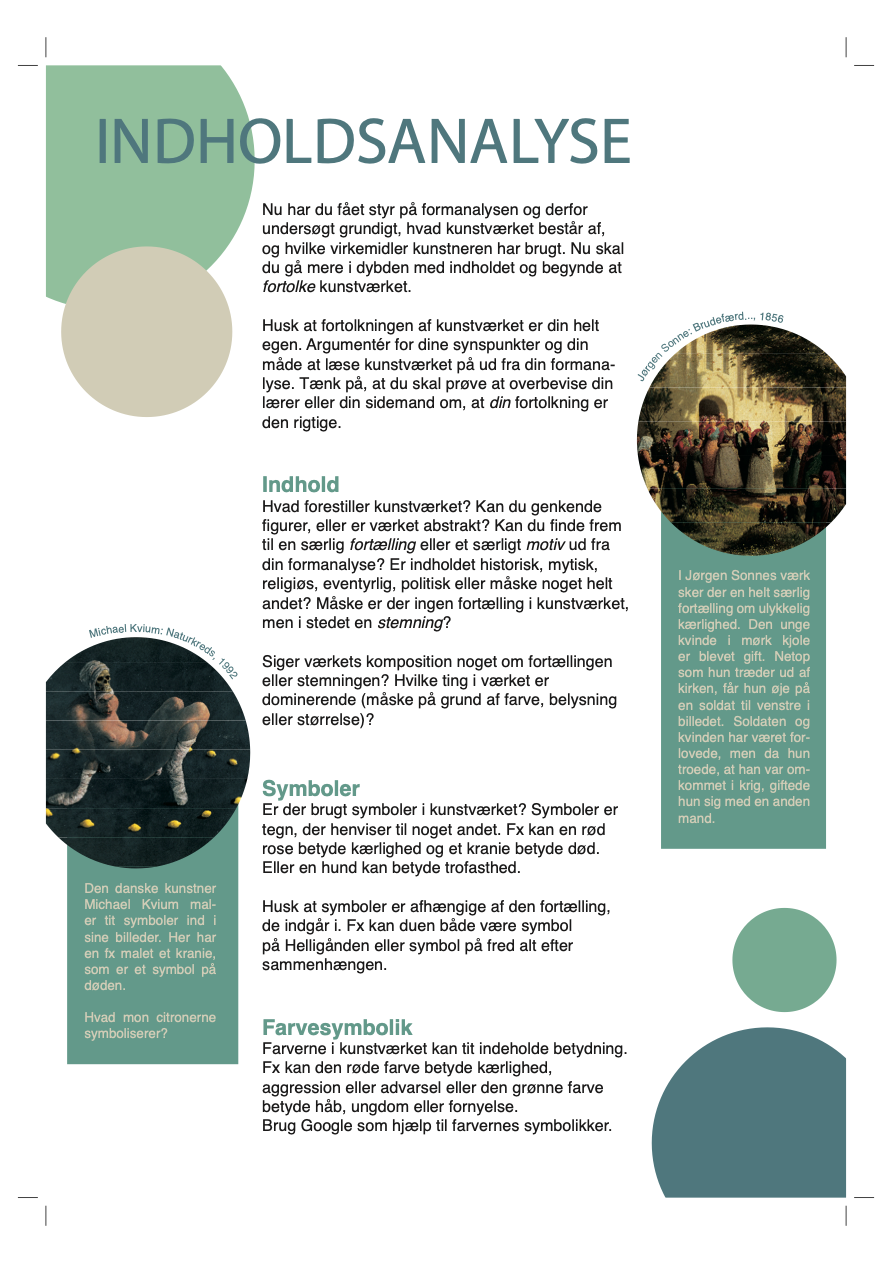 INDHOLDSANALYSE
Nu har du fået styr på formanalysen og derfor
undersøgt grundigt, hvad kunstværket består af,
og hvilke virkemidler kunstneren har brugt. Nu skal
du gå mere i dybden med indholdet og begynde at
fortolke kunstværket.
Husk at fortolkningen af kunstværket er din helt
egen. Argumentér for dine synspunkter og din
måde at læse kunstværket på ud fra din formana-
lyse. Tænk på, at du skal prøve at overbevise din
lærer eller din sidemand om, at din fortolkning er
den rigtige.
Indhold
Hvad forestiller kunstværket? Kan du genkende
figurer, eller er værket abstrakt? Kan du finde frem
til en særlig fortælling eller et særligt motiv ud fra
din formanalyse? Er indholdet historisk, mytisk,
religiøs, eventyrlig, politisk eller måske noget helt
andet? Måske er der ingen fortælling i kunstværket,
men i stedet en stemning?
Siger værkets komposition noget om fortællingen
eller stemningen? Hvilke ting i værket er
dominerende (måske på grund af farve, belysning
eller størrelse)?
Symboler
Er der brugt symboler i kunstværket? Symboler er
tegn, der henviser til noget andet. Fx kan en rød
rose betyde kærlighed og et kranie betyde død.
Eller en hund kan betyde trofasthed.
Husk at symboler er afhængige af den fortælling,
de indgår i. Fx kan duen både være symbol
på Helligånden eller symbol på fred alt efter
sammenhængen.
Farvesymbolik
Farverne i kunstværket kan tit indeholde betydning.
Fx kan den røde farve betyde kærlighed,
aggression eller advarsel eller den grønne farve
betyde håb, ungdom eller fornyelse.
Brug Google som hjælp til farvernes symbolikker.
Jørgen Sonne: Brudefærd..., 1856
I Jørgen Sonnes værk
sker der en helt særlig
fortælling om ulykkelig
kærlighed. Den unge
kvinde i mørk kjole
er blevet gift. Netop
som hun træder ud af
kirken, får hun øje på
en soldat til venstre i
billedet. Soldaten og
kvinden har været for-
lovede, men da hun
troede, at han var om-
kommet i krig, giftede
hun sig med en anden
mand.
Michael Kvium: Naturkreds, 1992
Den danske kunstner
Michael Kvium mal-
er tit symboler ind i
sine billeder. Her har
en fx malet et kranie,
som er et symbol på
døden.
Hvad mon citronerne
symboliserer?